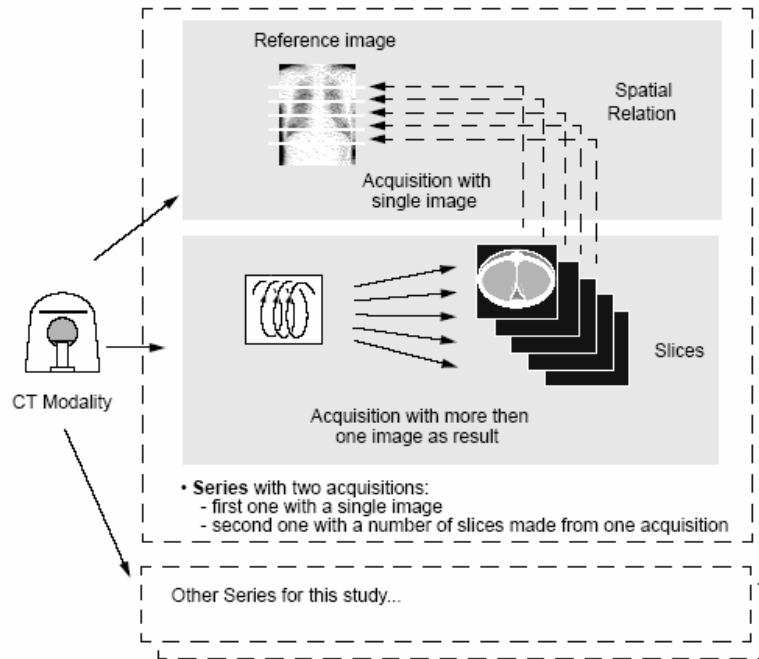 Reference image
Spatial
Relation
Acquisition with
single image
CT Modality
Slices
Acquisition with more then
one image as result
• Series with two acquisitions:
- first one with a single image
- second one with a number of slices made from one acquisition
Other Series for this study...